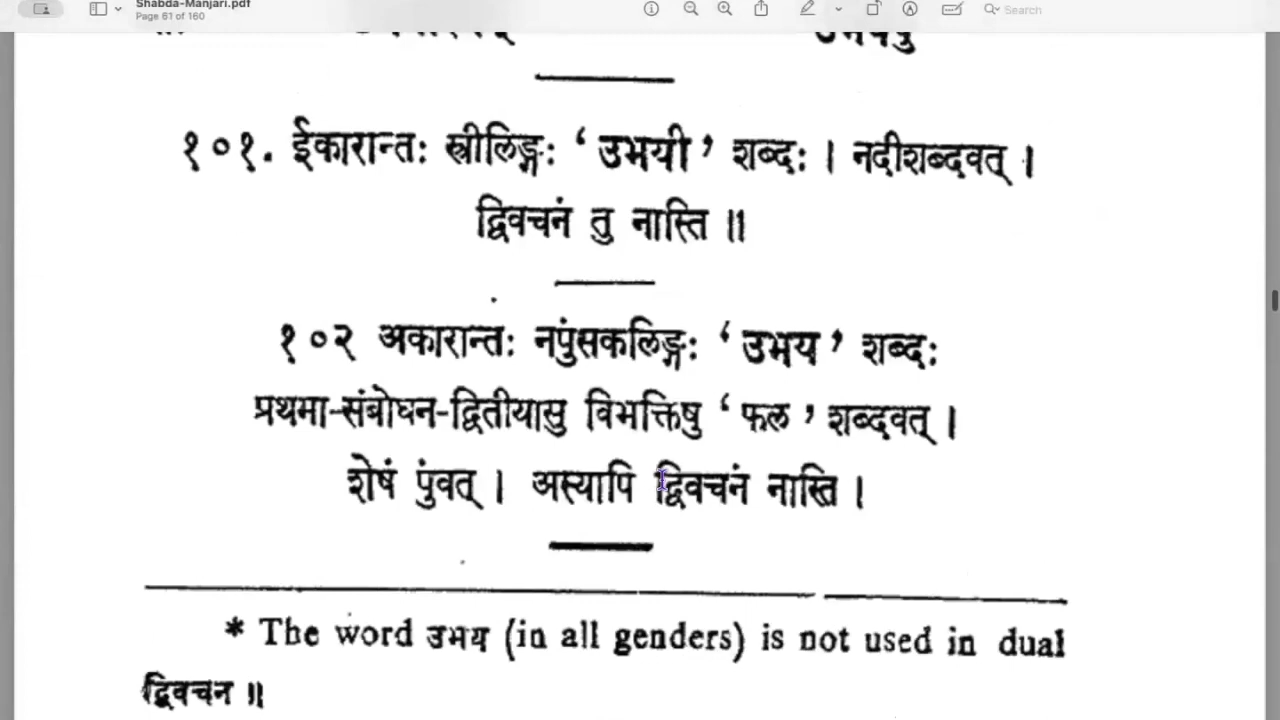 Shabda-Manjari.pdf
Page 61 of 160
Search
१०१. ईकारान्तः स्त्रीलिङ्गः ‘ उभयी ’ शब्दः । नदीशब्दवत् ।
द्विवचनं तु नास्ति ॥
१०२ अकारान्तः नपुंसकलिङ्गः ‘ उभय ’ शब्दः
प्रथमा-संबोधन-द्वितीयासु विभक्तिषु ‘ फल ’ शब्दवत् ।
शेषं पुंवत् । अस्यापि द्विवचनं नास्ति ।
* The word उभय (in all genders) is not used in dual
द्विवचन ॥